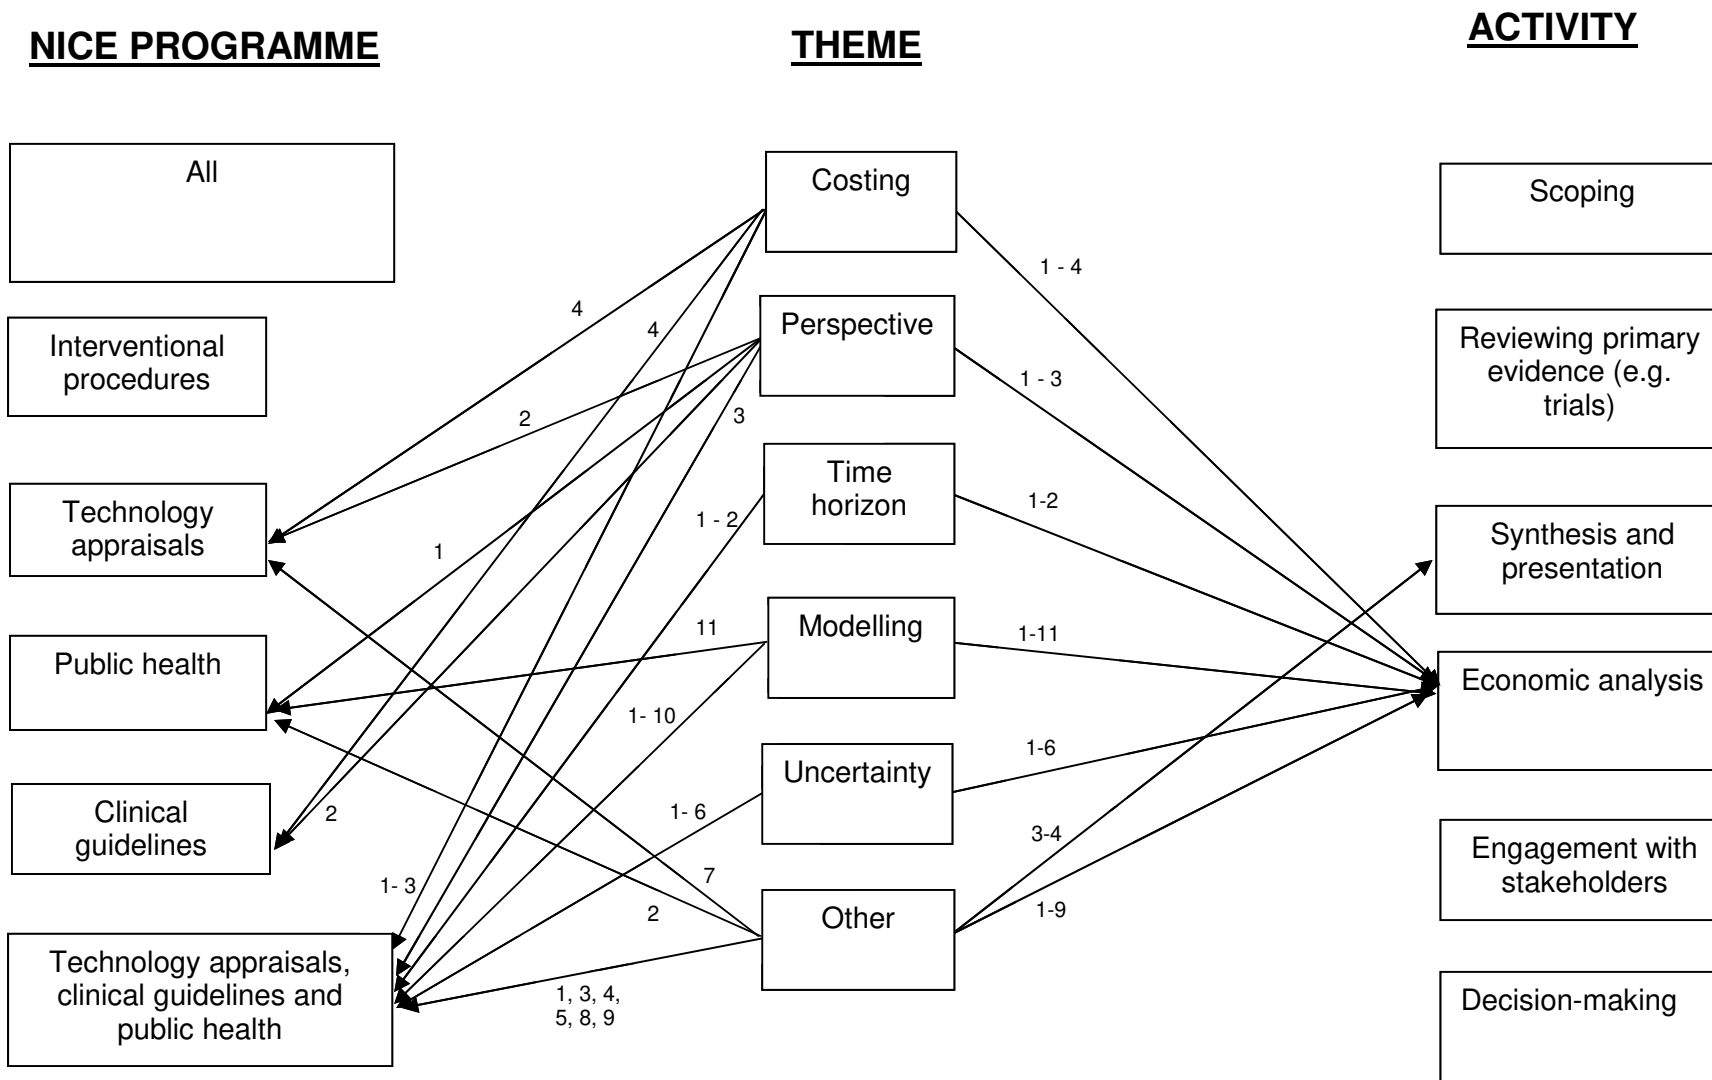 NICE PROGRAMME
THEME
ACTIVITY
All
Interventional
procedures
Technology
appraisals
Public health
Clinical
guidelines
Technology appraisals,
clinical guidelines and
public health
4
4
2
3
1
1 - 2
11
1- 10
2
1- 6
1- 3
7
2
1, 3, 4,
5, 8, 9
Costing
Perspective
Time
horizon
Modelling
Uncertainty
Other
1 - 4
1 - 3
1-2
1-11
1-6
3-4
1-9
Scoping
Reviewing primary
evidence (e.g.
trials)
Synthesis and
presentation
Economic analysis
Engagement with
stakeholders
Decision-making